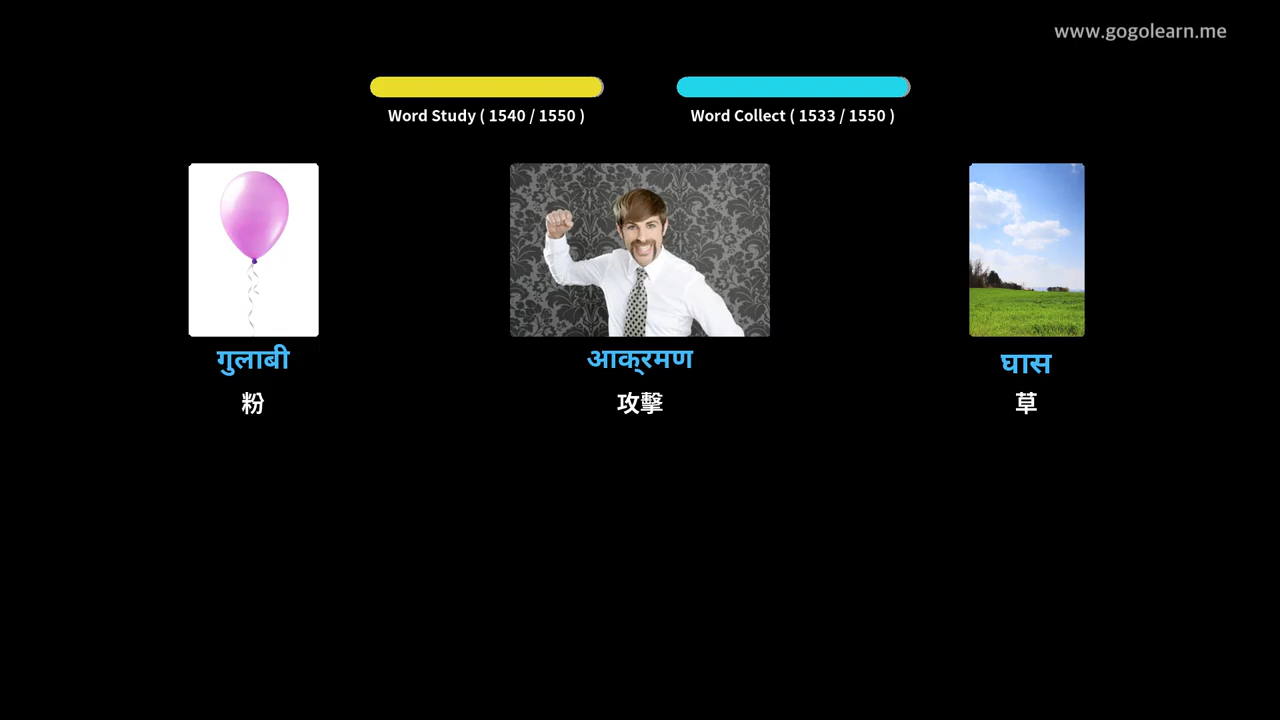 www.gogolearn.me
Word Study ( 1540 / 1550 )
Word Collect ( 1533 / 1550 )
गुलाबी
आक्रमण
घास
粉
攻擊
草